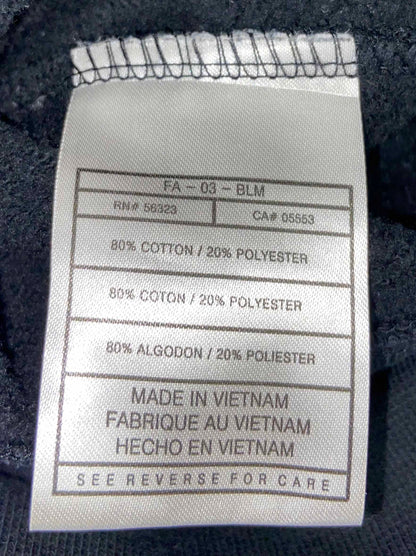 FA - 03 - BLM
RN# 56323 CA# 05553
80% COTTON / 20% POLYESTER
80% COTON / 20% POLYESTER
80% ALGODON / 20% POLIESTER
MADE IN VIETNAM
FABRIQUE AU VIETNAM
HECHO EN VIETNAM
SEE REVERSE FOR CARE